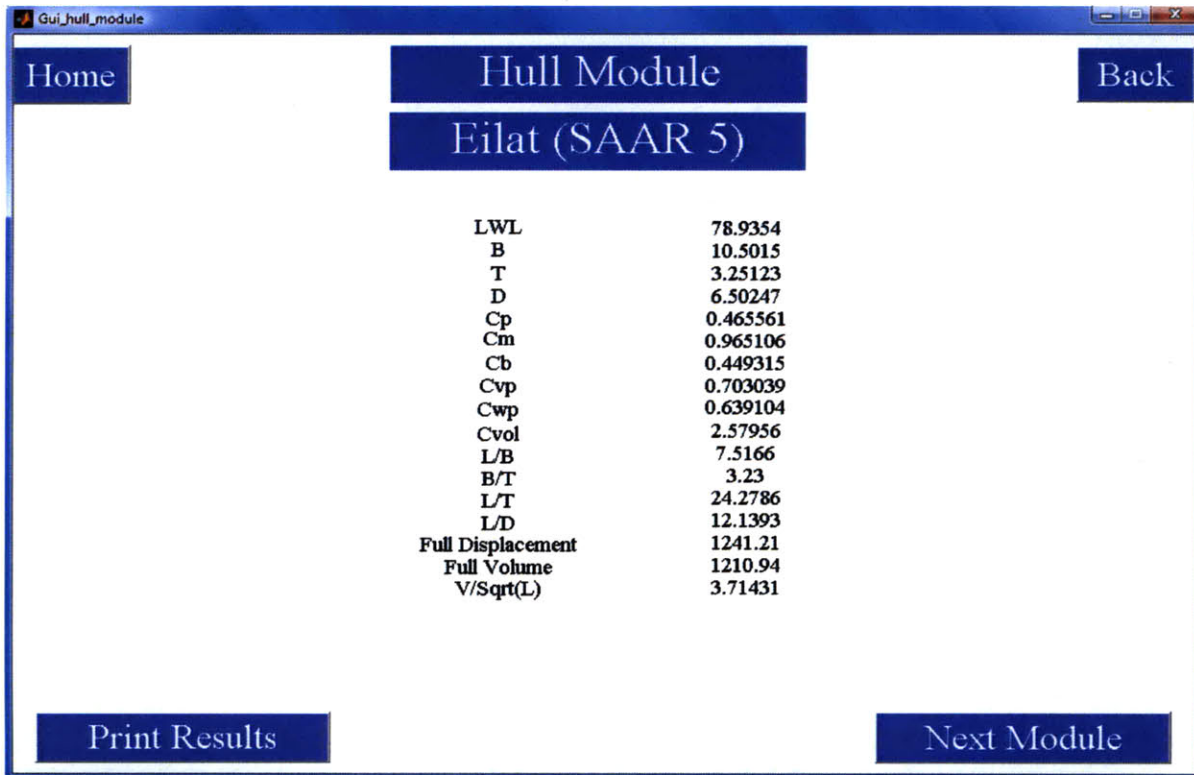 Gui_hull_module
Home
Hull Module
Back
Eilat (SAAR 5)
LWL 78.9354
B 10.5015
T 3.25123
D 6.50247
Cp 0.465561
Cm 0.965106
Cb 0.449315
Cvp 0.703039
Cwp 0.639104
Cvol 2.57956
L/B 7.5166
B/T 3.23
L/T 24.2786
L/D 12.1393
Full Displacement 1241.21
Full Volume 1210.94
V/Sqrt(L) 3.71431
Print Results
Next Module